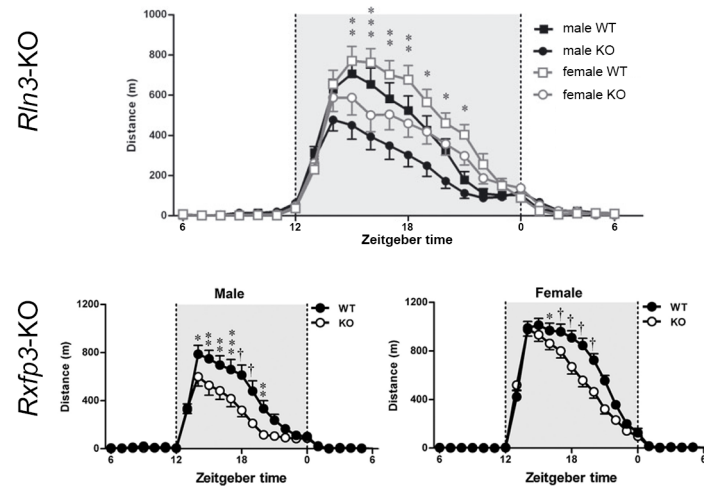 Rln3-KO
Distance (m)
1000
800
600
400
200
0
** *** ** ** * * *
male WT
male KO
female WT
female KO
6 12 18 0 6
Zeitgeber time
Rxfp3-KO
Male
Distance (m)
1200
800
400
0
* ** ** *** † † **
WT
KO
6 12 18 0 6
Zeitgeber time
Female
Distance (m)
1200
800
400
0
* † † † †
WT
KO
6 12 18 0 6
Zeitgeber time